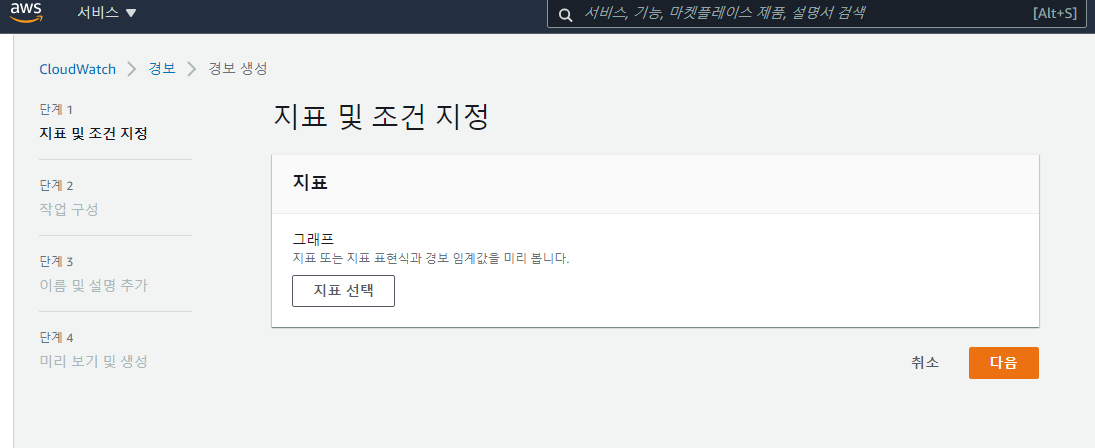 aws
서비스 ▼
서비스, 기능, 마켓플레이스 제품, 설명서 검색
[Alt+S]
CloudWatch > 경보 > 경보 생성
단계 1
지표 및 조건 지정
단계 2
작업 구성
단계 3
이름 및 설명 추가
단계 4
미리 보기 및 생성
지표 및 조건 지정
지표
그래프
지표 또는 지표 표현식과 경보 임계값을 미리 봅니다.
지표 선택
취소
다음